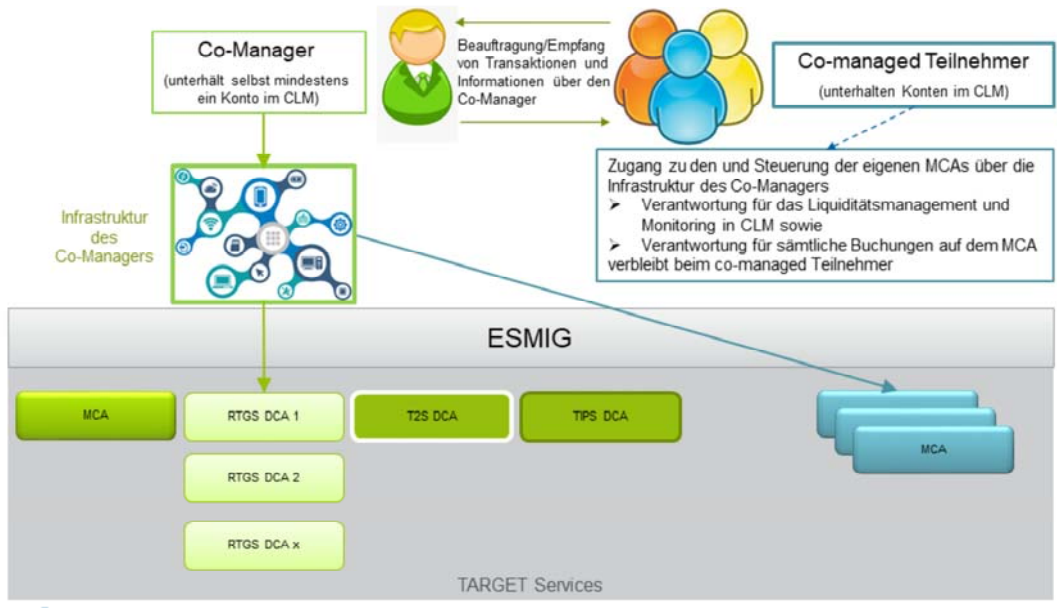 Co-Manager
(unterhält selbst mindestens
ein Konto im CLM)
Beauftragung/Empfang
von Transaktionen und
Informationen über den
Co-Manager
Co-managed Teilnehmer
(unterhalten Konten im CLM)
Zugang zu den und Steuerung der eigenen MCAs über die
Infrastruktur des Co-Managers
➢ Verantwortung für das Liquiditätsmanagement und
Monitoring in CLM sowie
➢ Verantwortung für sämtliche Buchungen auf dem MCA
verbleibt beim co-managed Teilnehmer
Infrastruktur
des
Co-Managers
ESMIG
MCA
RTGS DCA 1
T2S DCA
TIPS DCA
MCA
RTGS DCA 2
RTGS DCA x
TARGET Services